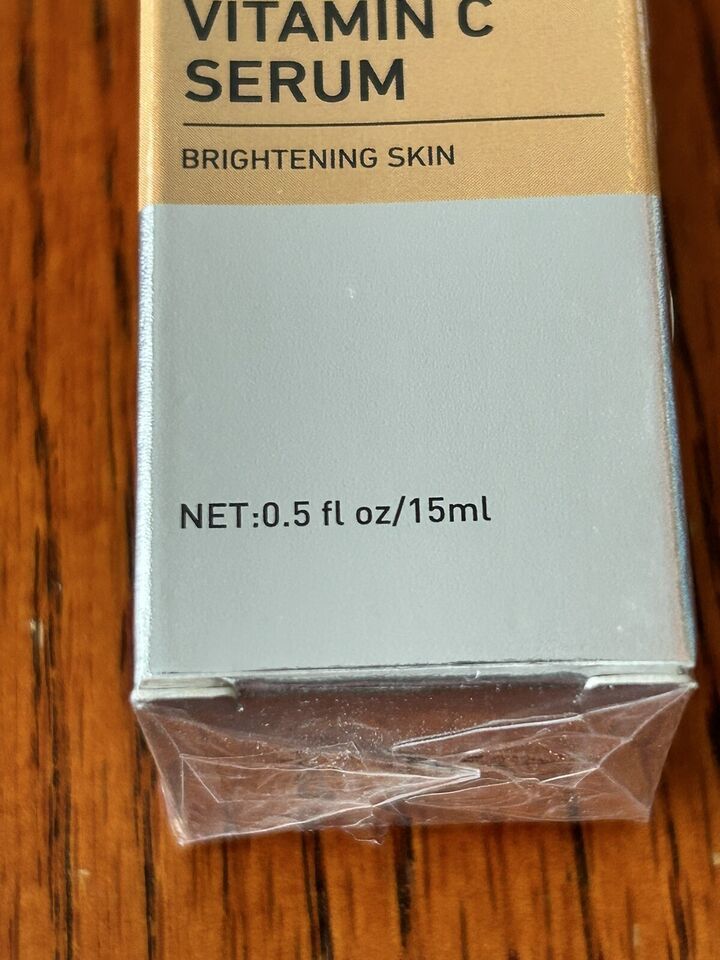 VITAMIN C
SERUM
BRIGHTENING SKIN
NET:0.5 fl oz/15ml